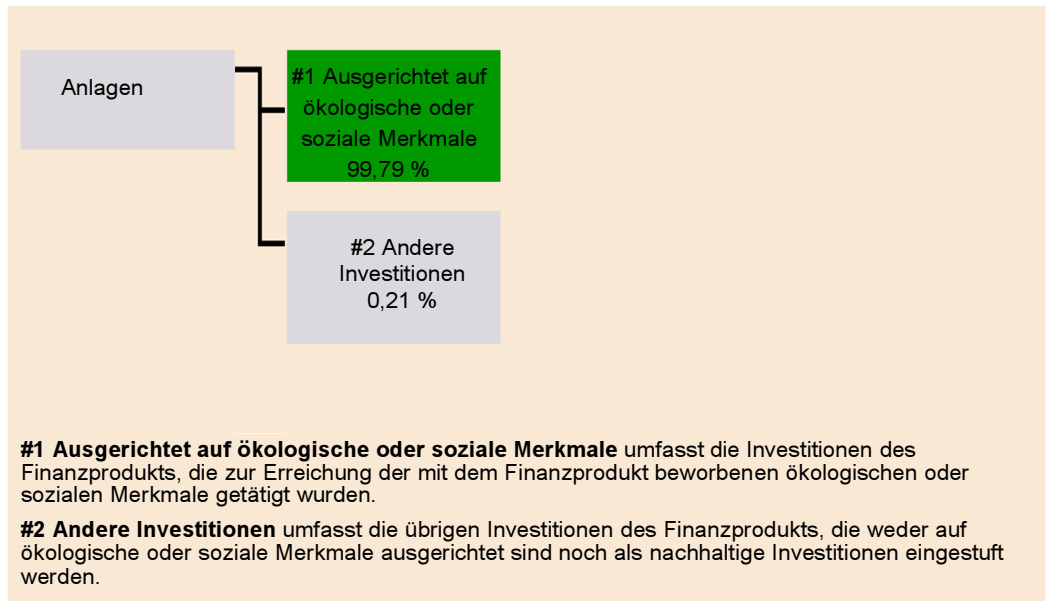 Anlagen
#1 Ausgerichtet auf
ökologische oder
soziale Merkmale
99,79 %
#2 Andere
Investitionen
0,21 %
#1 Ausgerichtet auf ökologische oder soziale Merkmale umfasst die Investitionen des
Finanzprodukts, die zur Erreichung der mit dem Finanzprodukt beworbenen ökologischen oder
sozialen Merkmale getätigt wurden.
#2 Andere Investitionen umfasst die übrigen Investitionen des Finanzprodukts, die weder auf
ökologische oder soziale Merkmale ausgerichtet sind noch als nachhaltige Investitionen eingestuft
werden.